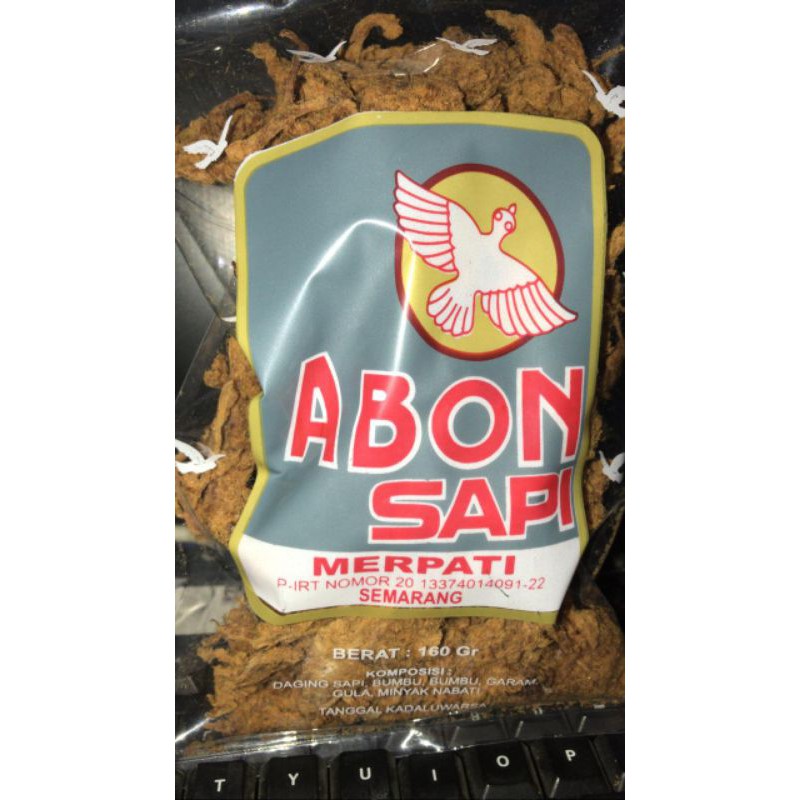 ABON
SAPI
MERPATI
P-IRT NOMOR 20 13374014091-22
SEMARANG
BERAT : 160 Gr
KOMPOSISI :
DAGING SAPI, BUMBU, BUMBU, GARAM,
GULA, MINYAK NABATI
TANGGAL KADALUWARSA
T Y U I O P